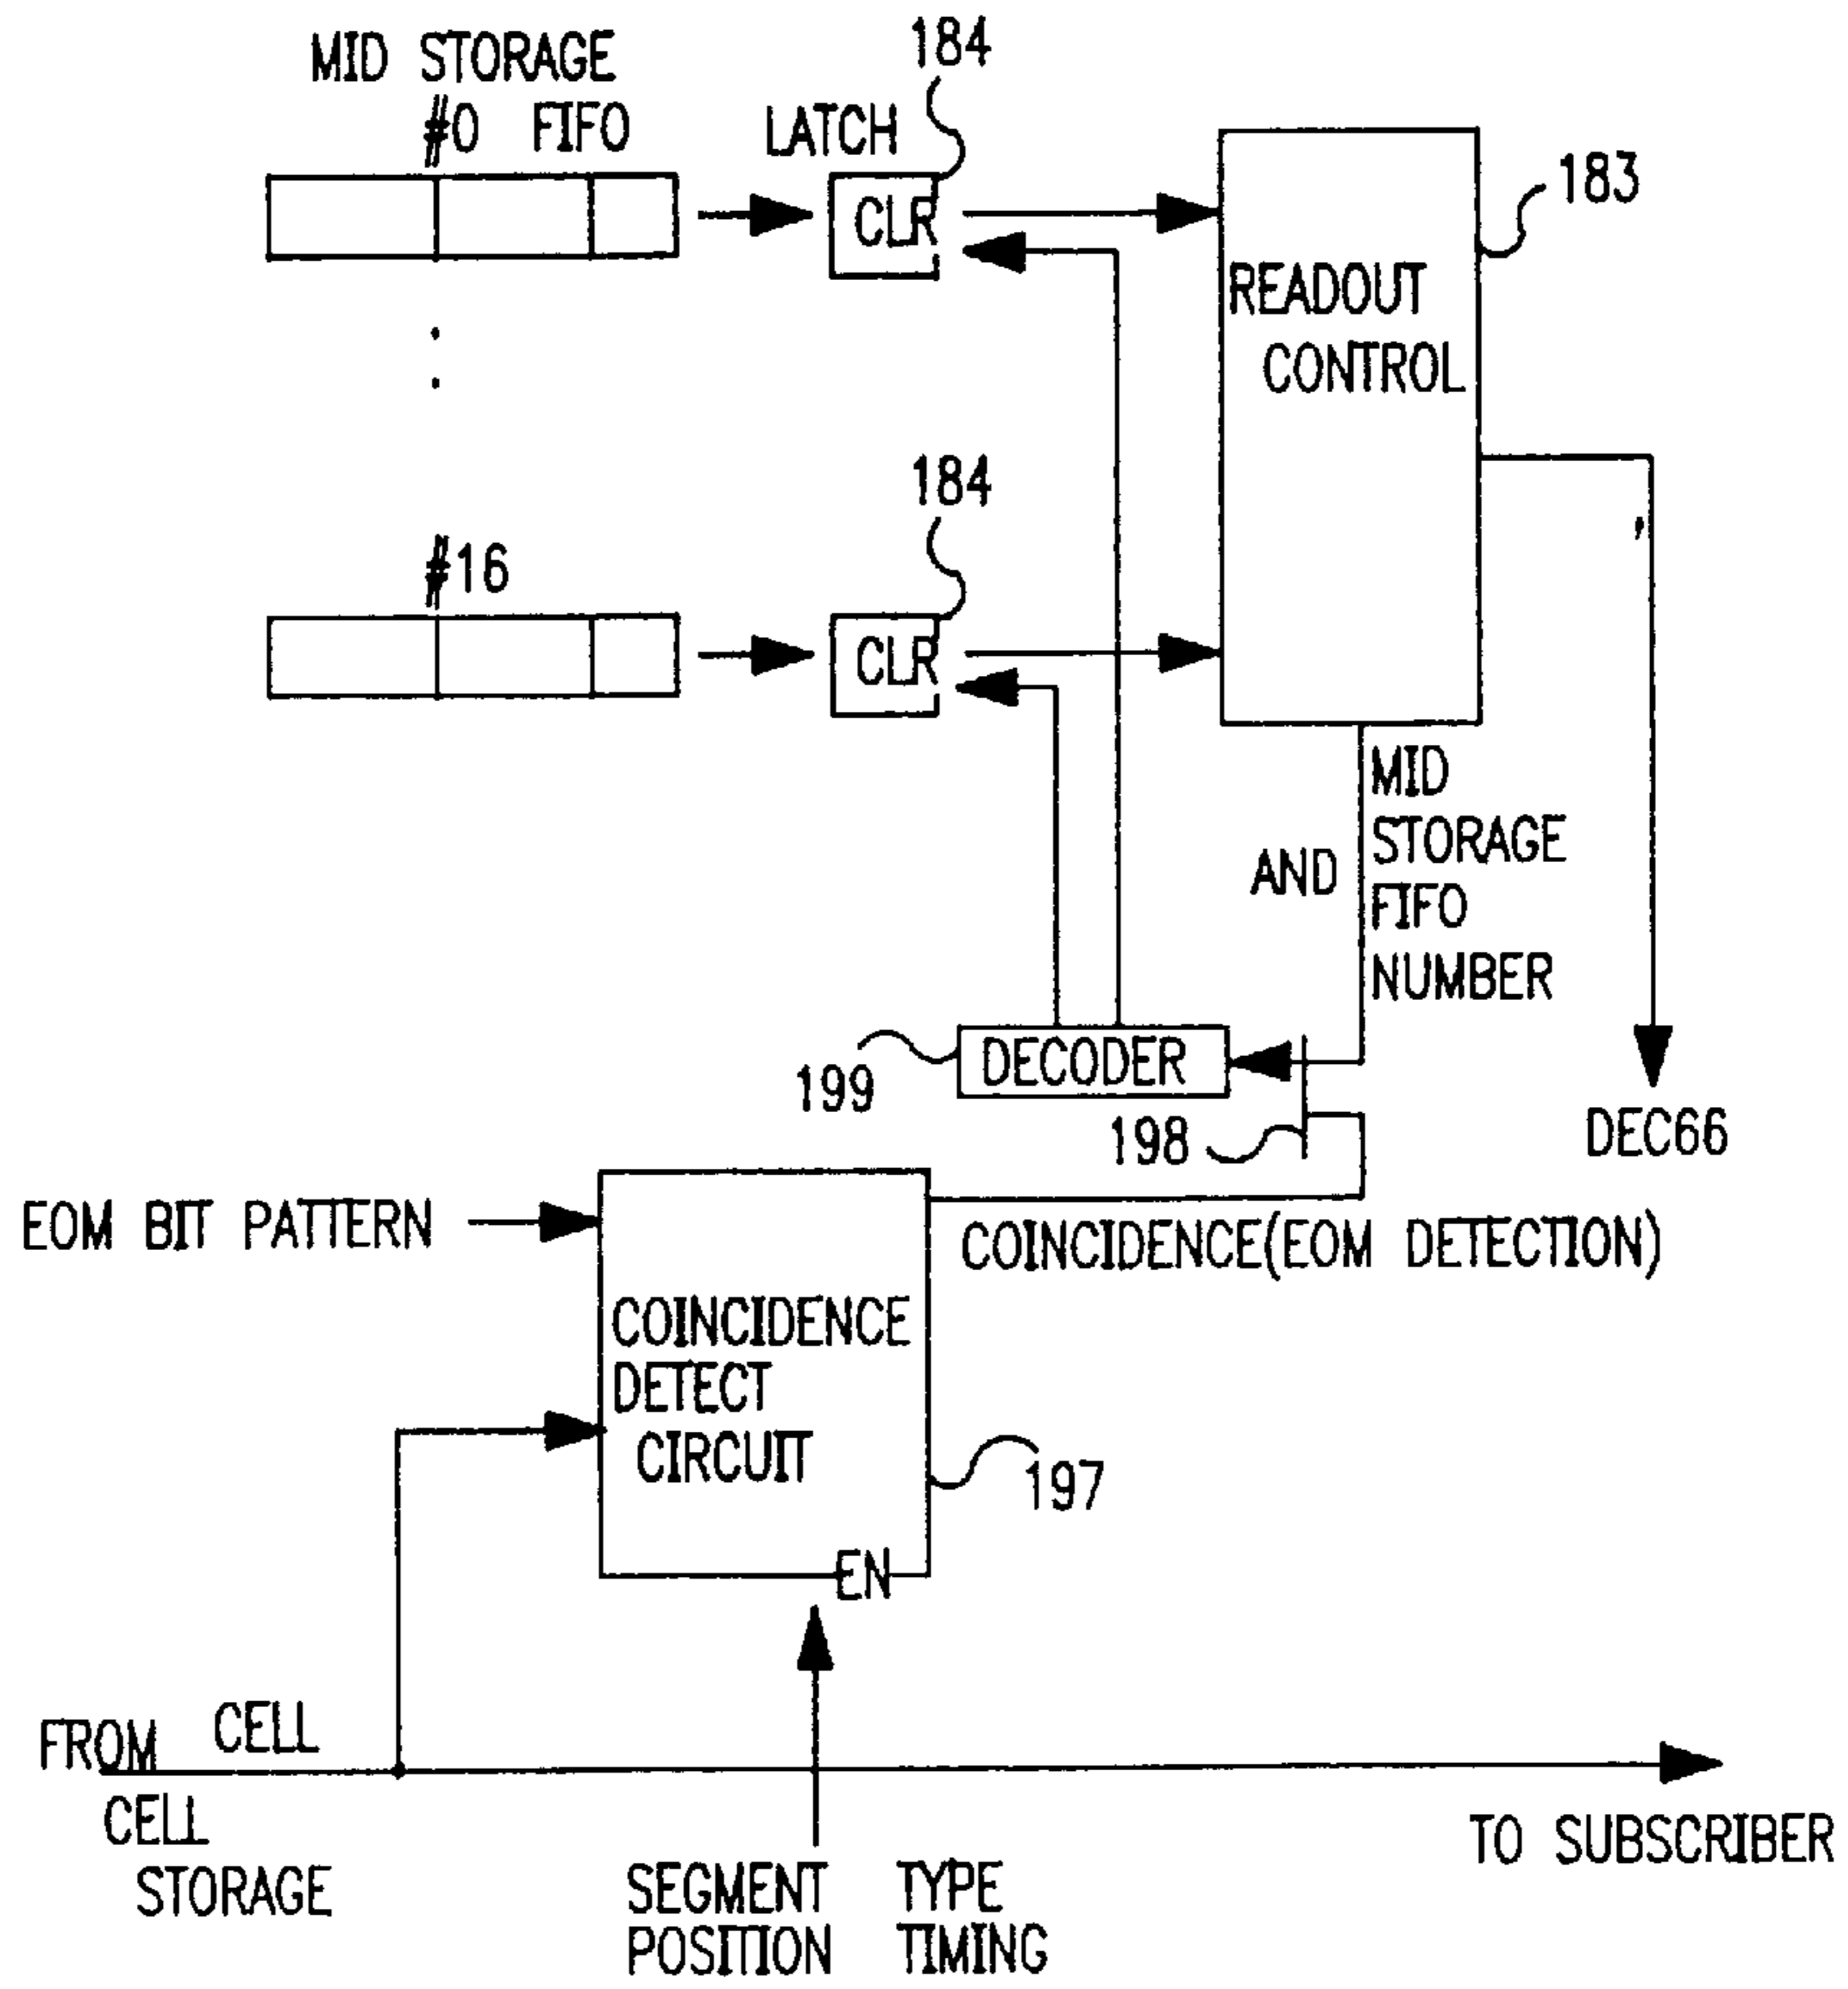 MID STORAGE
#0 FIFO
LATCH
184
CLR
183
READOUT
CONTROL
184
#16
CLR
MID
STORAGE
AND
FIFO
NUMBER
DECODER
199
198
DEC66
EOM BIT PATTERN
COINCIDENCE(EOM DETECTION)
COINCIDENCE
DETECT
CIRCUIT
197
EN
FROM
CELL
CELL
STORAGE
TO SUBSCRIBER
SEGMENT TYPE
POSITION TIMING